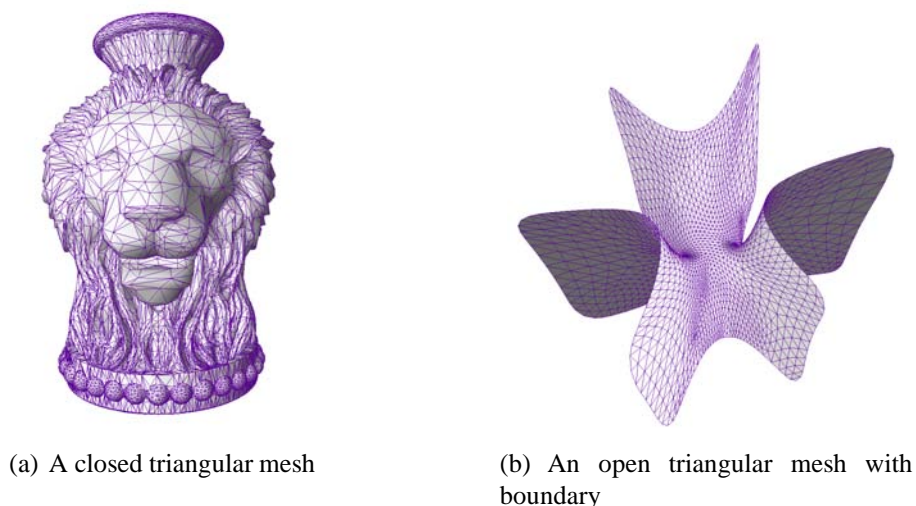 (a) A closed triangular mesh
(b) An open triangular mesh with
boundary